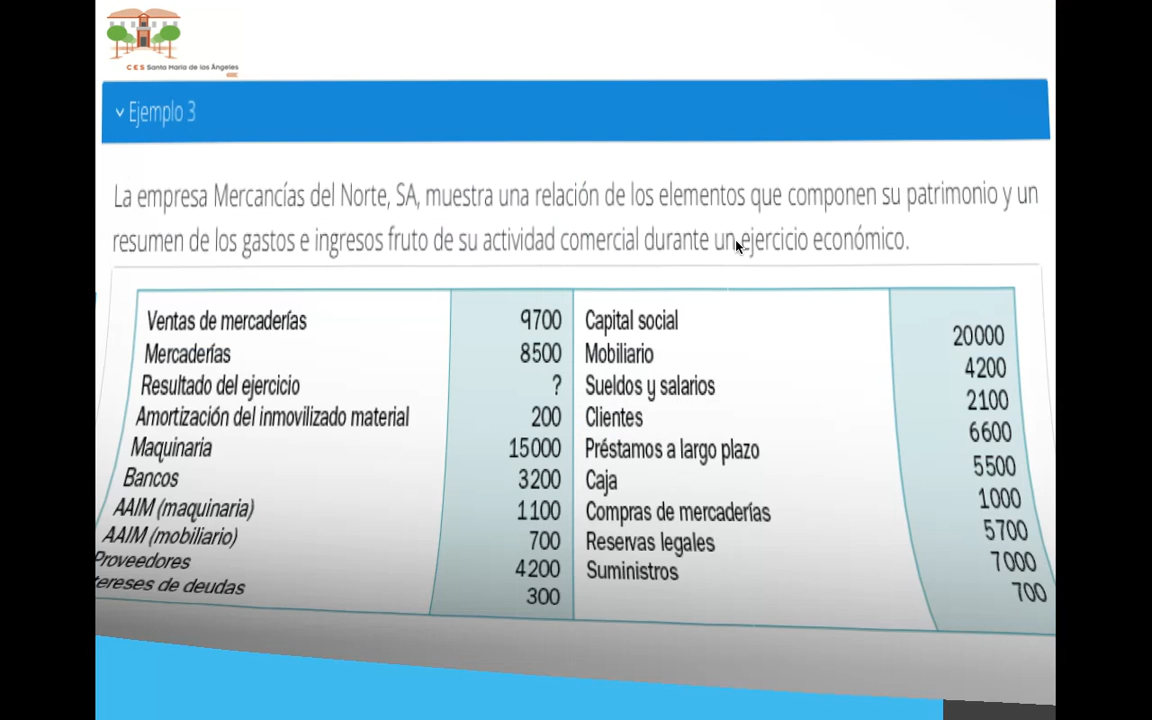 CES Santa María de los Ángeles
Ejemplo 3
La empresa Mercancías del Norte, SA, muestra una relación de los elementos que componen su patrimonio y un
resumen de los gastos e ingresos fruto de su actividad comercial durante un ejercicio económico.
Ventas de mercaderías 9700 Capital social 20000
Mercaderías 8500 Mobiliario 4200
Resultado del ejercicio ? Sueldos y salarios 2100
Amortización del inmovilizado material 200 Clientes 6600
Maquinaria 15000 Préstamos a largo plazo 5500
Bancos 3200 Caja 1000
AAIM (maquinaria) 1100 Compras de mercaderías 5700
AAIM (mobiliario) 700 Reservas legales 7000
Proveedores 4200 Suministros 700
tereses de deudas 300